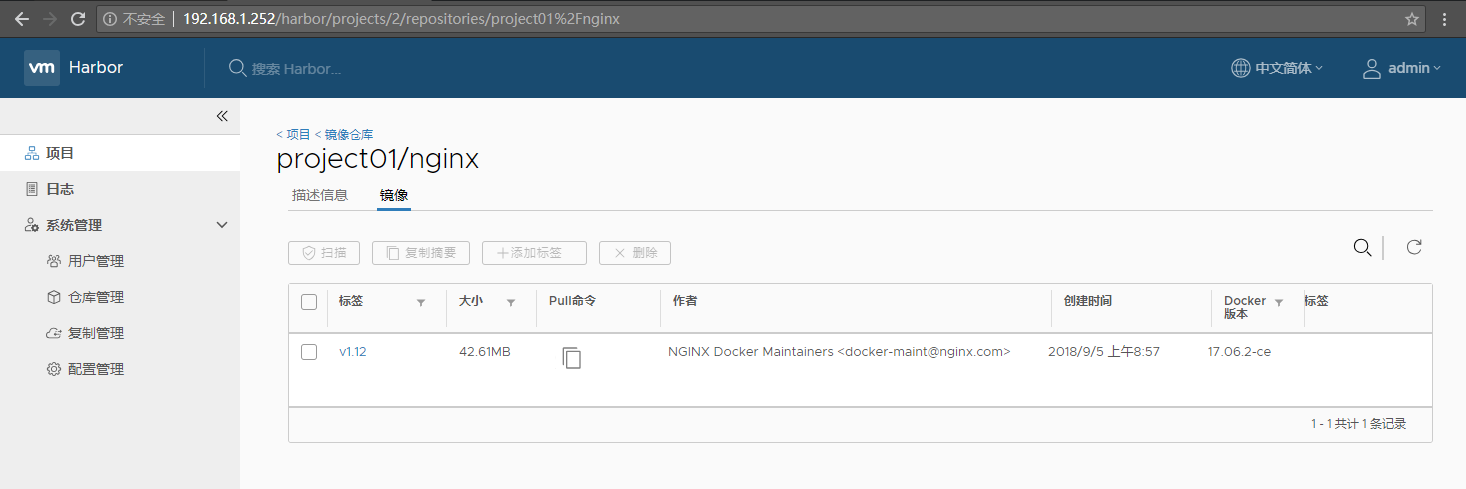 不安全 192.168.1.252/harbor/projects/2/repositories/project01%2Fnginx
vm Harbor 搜索 Harbor... 中文简体 admin
项目
日志
系统管理
用户管理
仓库管理
复制管理
配置管理
< 项目 < 镜像仓库
project01/nginx
描述信息 镜像
扫描 复制摘要 +添加标签 × 删除
标签 大小 Pull命令 作者 创建时间 Docker 版本 标签
v1.12 42.61MB NGINX Docker Maintainers <docker-maint@nginx.com> 2018/9/5 上午8:57 17.06.2-ce
1 - 1 共计 1 条记录